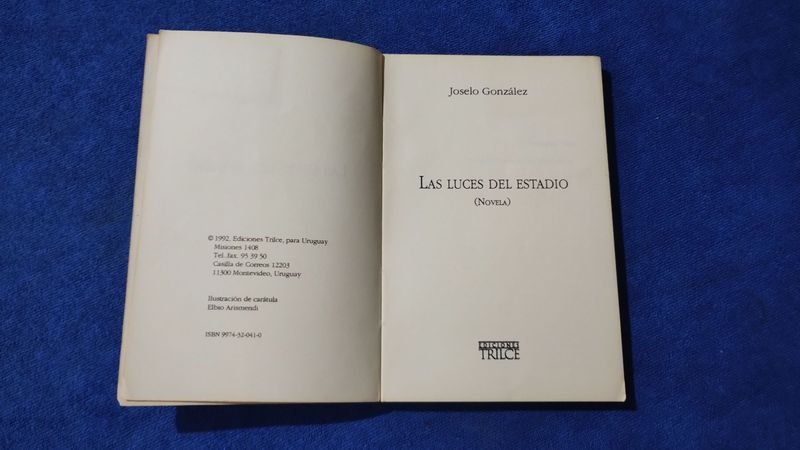 © 1992, Ediciones Trilce, para Uruguay
Misiones 1408
Tel. fax. 95 39 50
Casilla de Correos 12203
11300 Montevideo, Uruguay
Ilustración de carátula
Elbio Arismendi
ISBN 9974-32-041-0
Joselo González
LAS LUCES DEL ESTADIO
(NOVELA)
EDICIONES
TRILCE